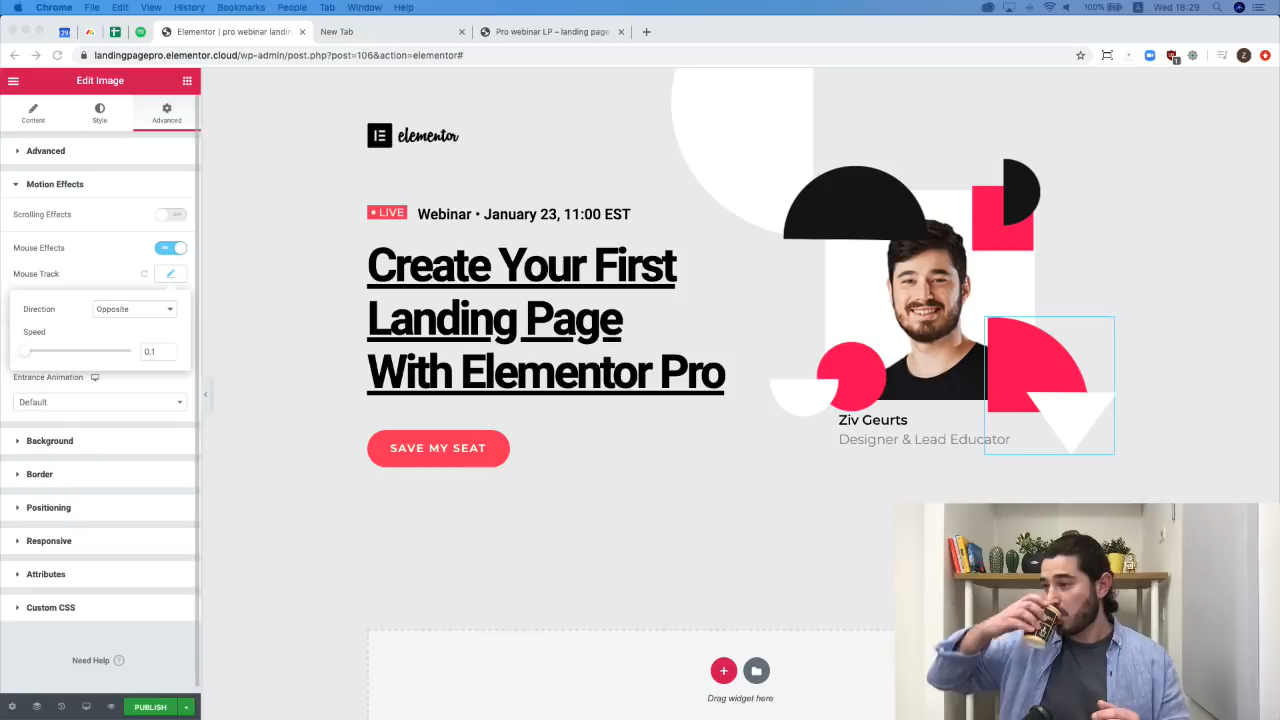 Chrome File Edit View History Bookmarks People Tab Window Help
100% Wed 18:29
29
Elementor | pro webinar landin
New Tab
Pro webinar LP – landing page
landingpagepro.elementor.cloud/wp-admin/post.php?post=106&action=elementor#
1
Z
Edit Image
Content
Style
Advanced
Advanced
Motion Effects
Scrolling Effects
OFF
Mouse Effects
ON
Mouse Track
Direction
Opposite
Speed
0.1
Entrance Animation
Default
Background
Border
Positioning
Responsive
Attributes
Custom CSS
Need Help ?
PUBLISH
elementor
LIVE
Webinar • January 23, 11:00 EST
Create Your First
Landing Page
With Elementor Pro
SAVE MY SEAT
Ziv Geurts
Designer & Lead Educator
Drag widget here